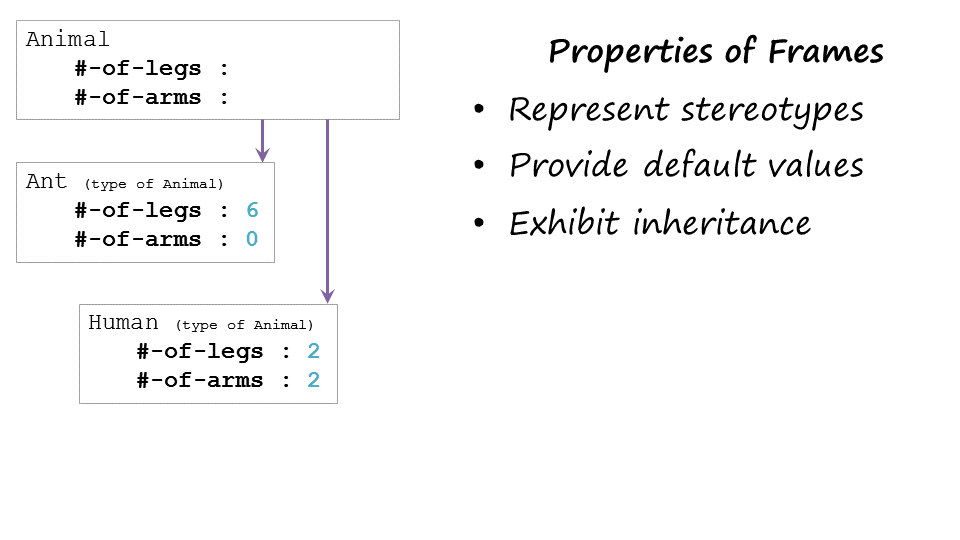 Animal
#-of-legs :
#-of-arms :
Ant (type of Animal)
#-of-legs : 6
#-of-arms : 0
Human (type of Animal)
#-of-legs : 2
#-of-arms : 2
Properties of Frames
• Represent stereotypes
• Provide default values
• Exhibit inheritance